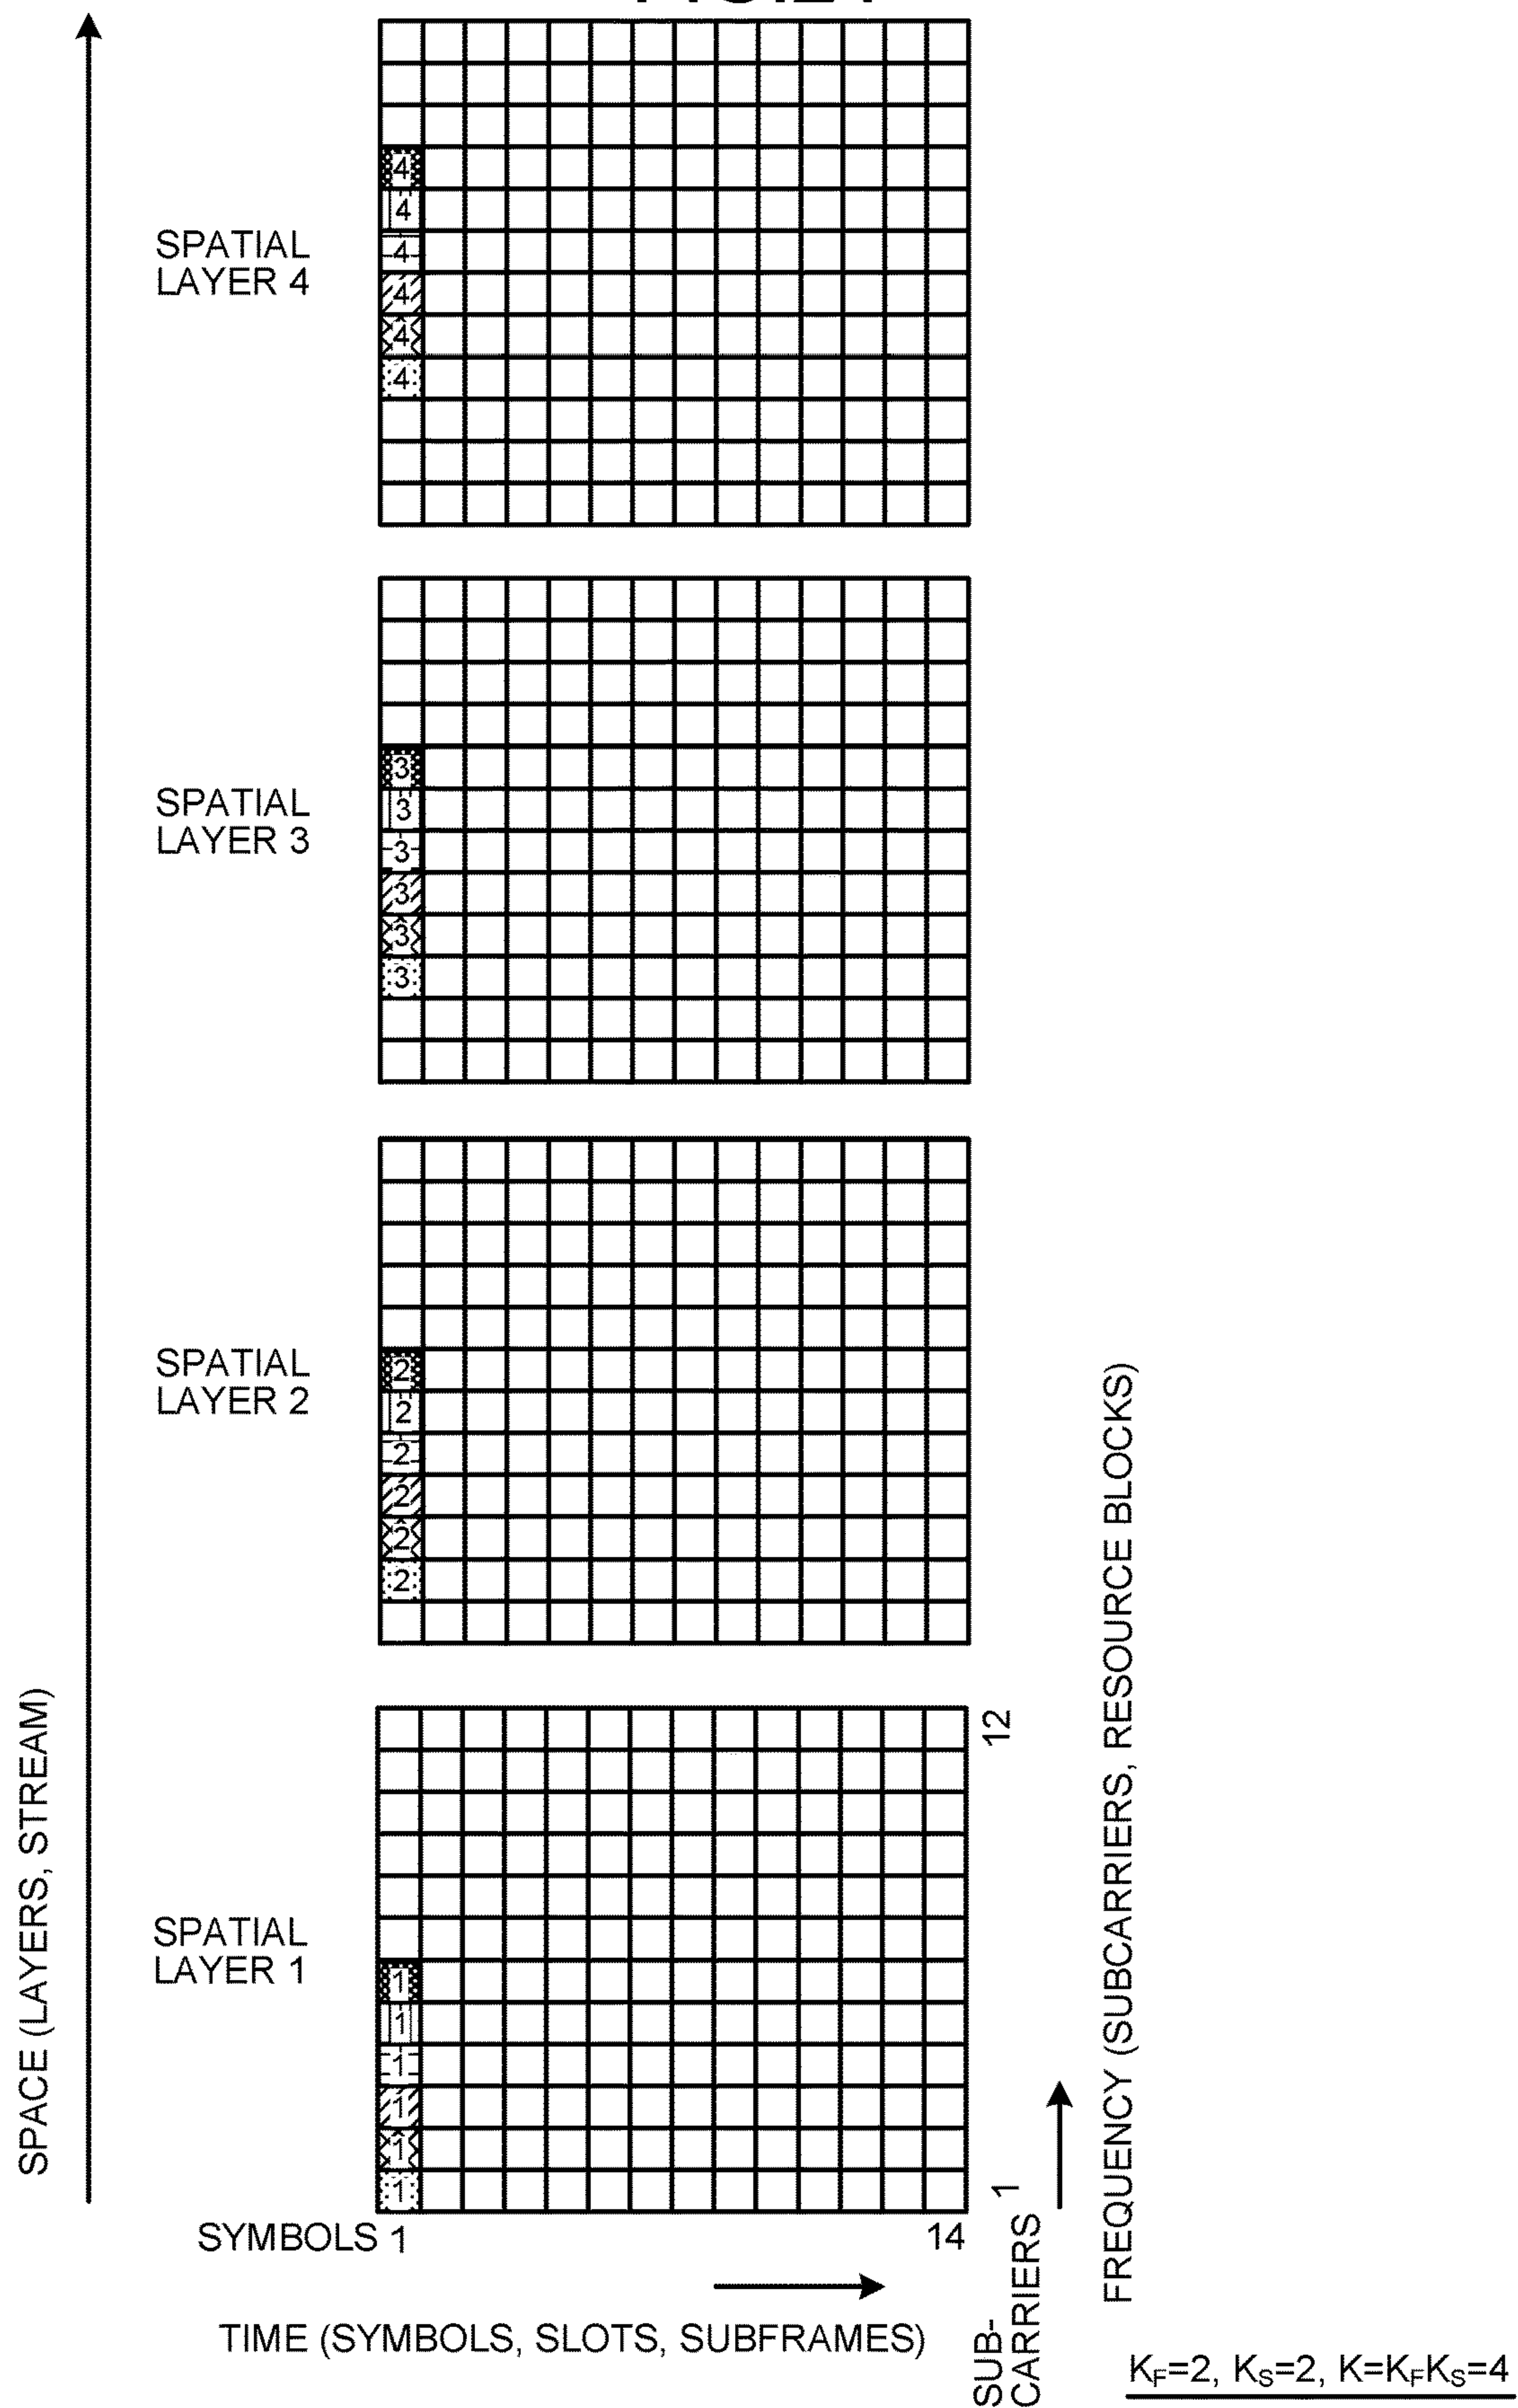 SPATIAL
LAYER 4
4
4
4
4
4
4
SPATIAL
LAYER 3
3
3
3
3
3
3
SPATIAL
LAYER 2
2
2
2
2
2
2
SPATIAL
LAYER 1
1
1
1
1
1
1
12
SPACE (LAYERS, STREAM)
FREQUENCY (SUBCARRIERS, RESOURCE BLOCKS)
SYMBOLS 1
14
SUB-
CARRIERS 1
TIME (SYMBOLS, SLOTS, SUBFRAMES)
K_F=2, K_S=2, K=K_FK_S=4